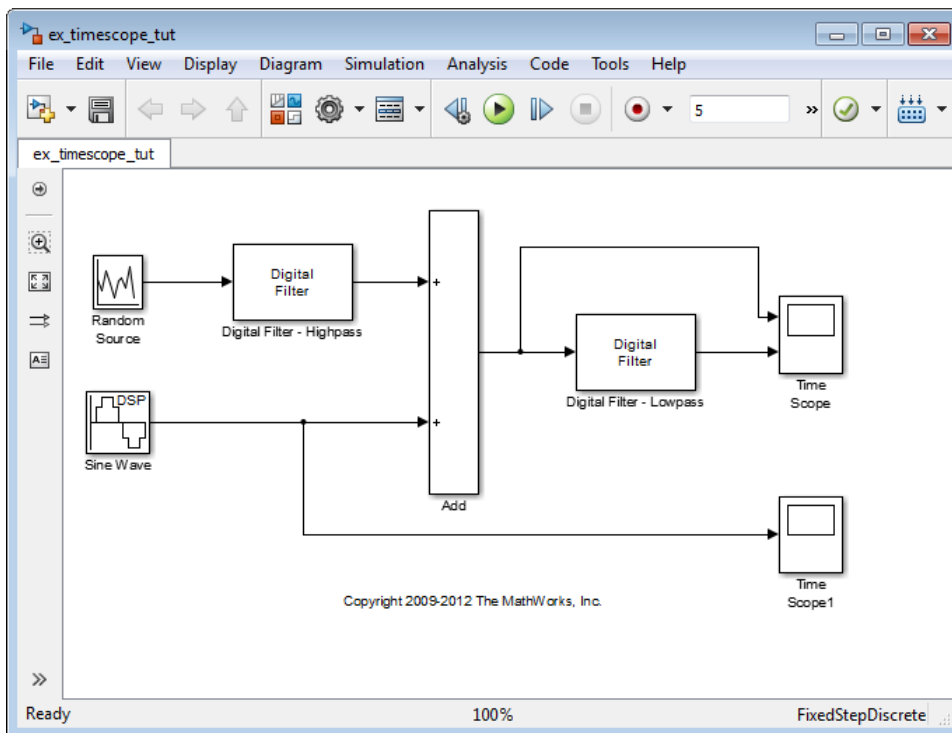 ex_timescope_tut
File Edit View Display Diagram Simulation Analysis Code Tools Help
5 »
ex_timescope_tut
Random
Source
Digital
Filter
Digital Filter - Highpass
+
DSP
Sine Wave
+
Add
Digital
Filter
Digital Filter - Lowpass
Time
Scope
Time
Scope1
Copyright 2009-2012 The MathWorks, Inc.
A
»
Ready 100% FixedStepDiscrete